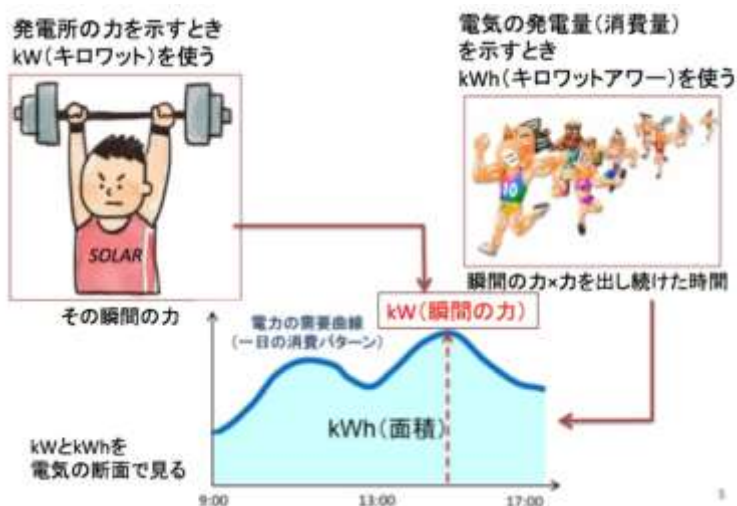 発電所の力を示すとき
kW(キロワット)を使う
電気の発電量(消費量)
を示すとき
kWh(キロワットアワー)を使う
SOLAR
10
その瞬間の力
瞬間の力×力を出し続けた時間
kW(瞬間の力)
電力の需要曲線
(一日の消費パターン)
kWh(面積)
kWとkWhを
電気の断面で見る
9:00
13:00
17:00